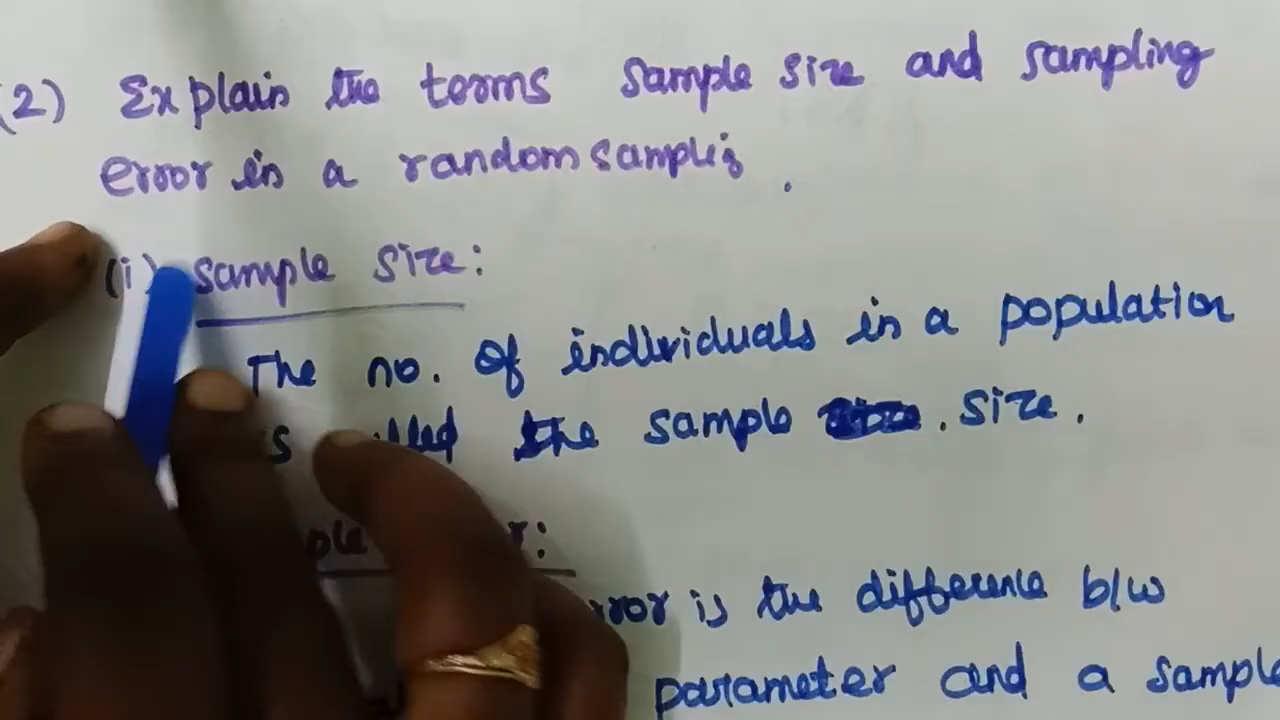 (2) Explain the terms sample size and sampling
error in a random sample's .
(i) sample size:
The no. of individuals in a population
the sample . size .
error is the difference b/w
parameter and a sample